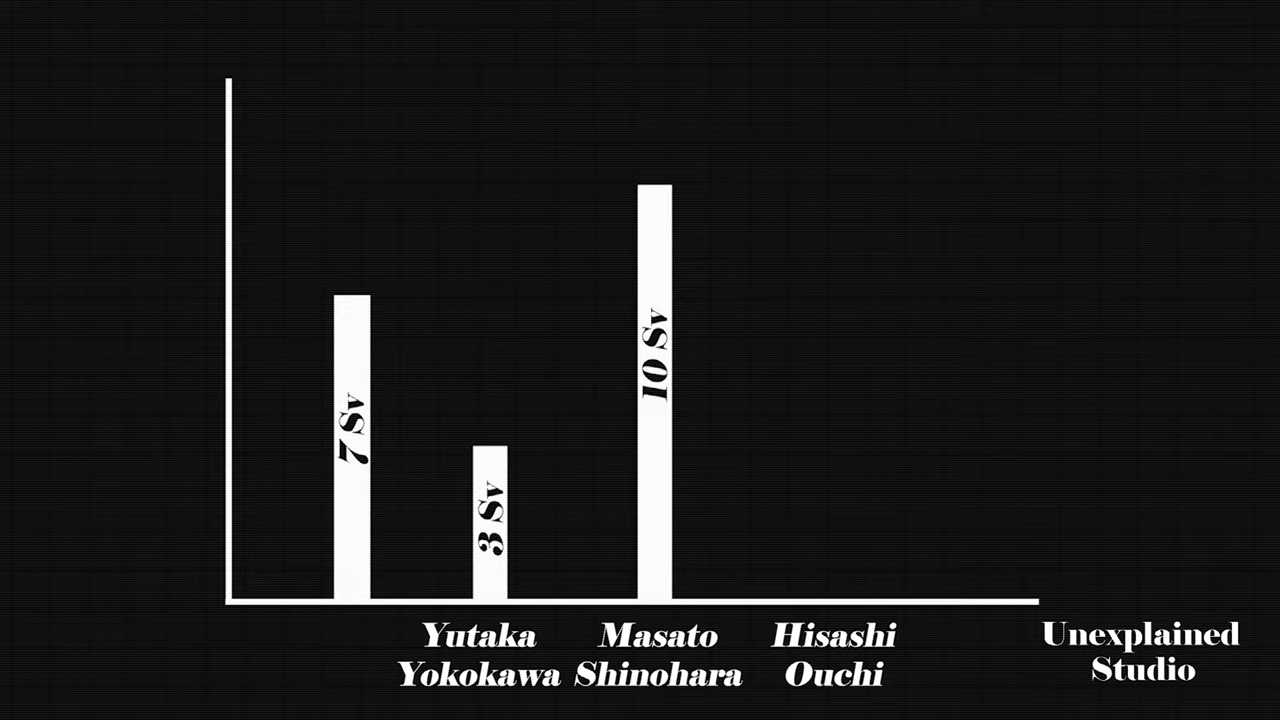 7 Sv
3 Sv
10 Sv
Yutaka
Yokokawa
Masato
Shinohara
Hisashi
Ouchi
Unexplained
Studio